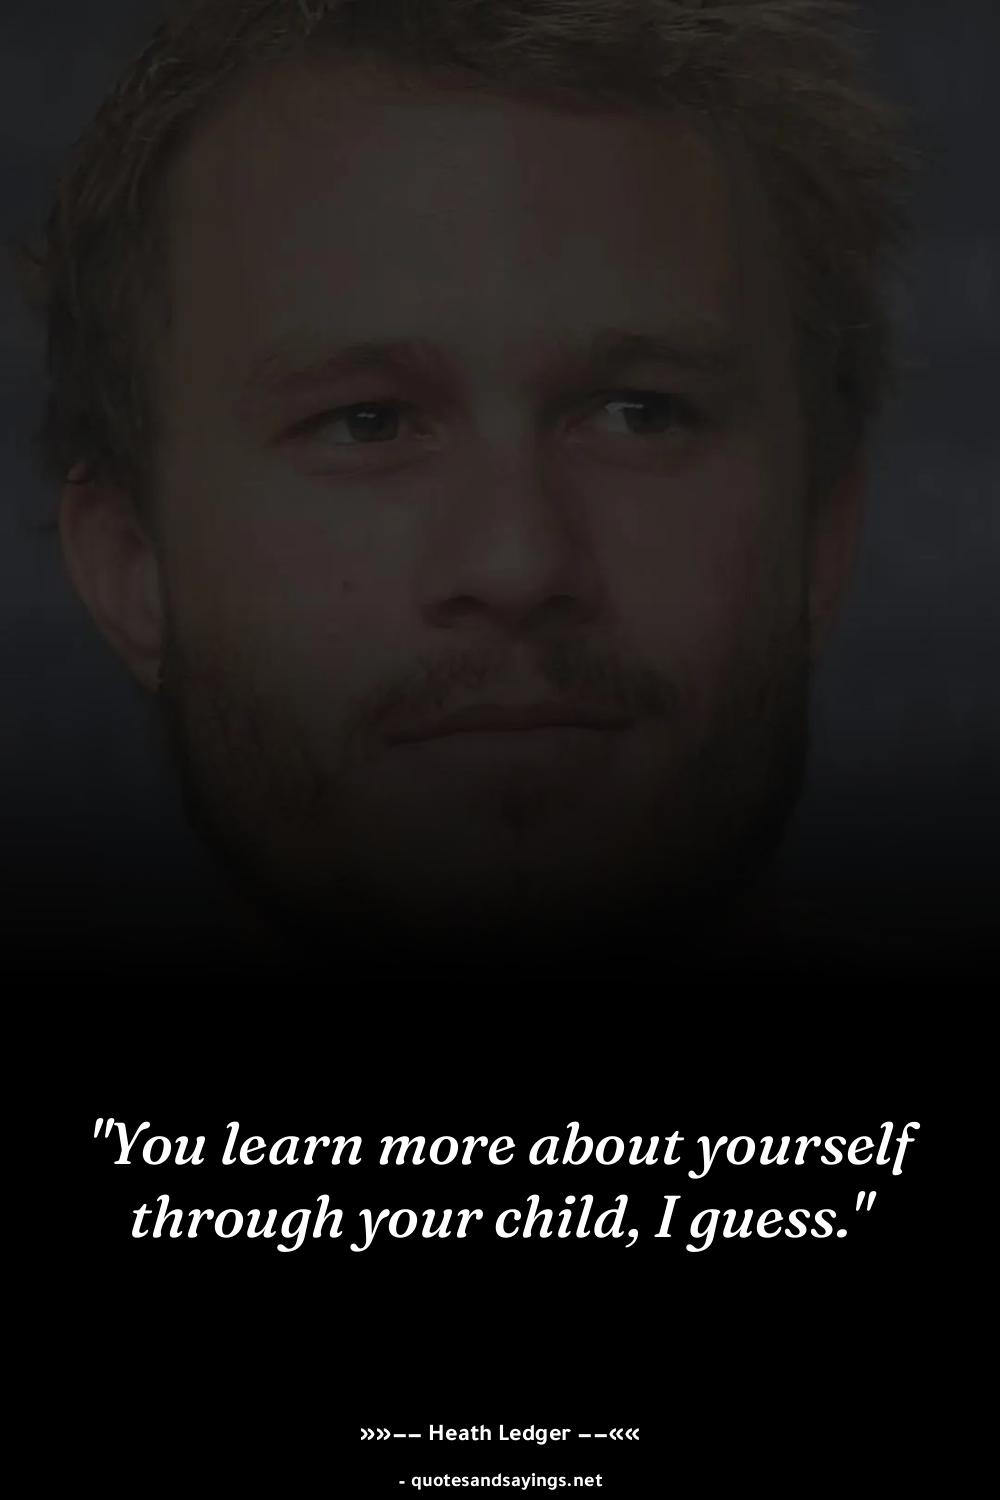 "You learn more about yourself
through your child, I guess."
»»−− Heath Ledger −−««
- quotesandsayings.net